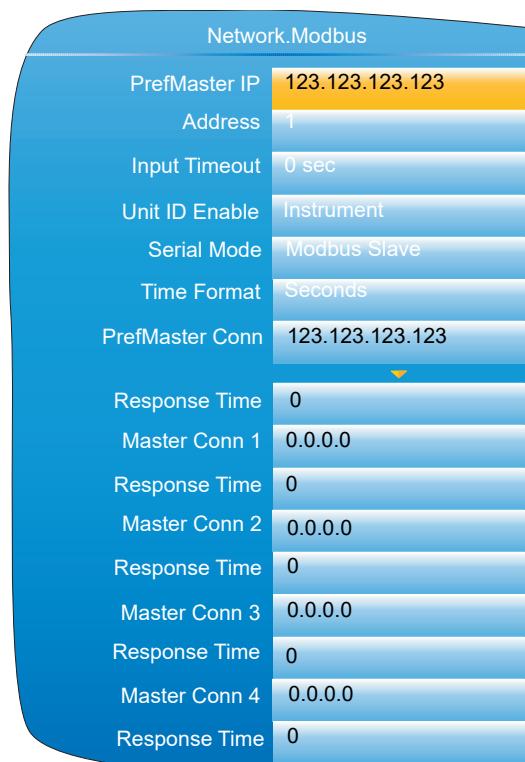 Network.Modbus
PrefMaster IP 123.123.123.123
Address 1
Input Timeout 0 sec
Unit ID Enable Instrument
Serial Mode Modbus Slave
Time Format Seconds
PrefMaster Conn 123.123.123.123
Response Time 0
Master Conn 1 0.0.0.0
Response Time 0
Master Conn 2 0.0.0.0
Response Time 0
Master Conn 3 0.0.0.0
Response Time 0
Master Conn 4 0.0.0.0
Response Time 0